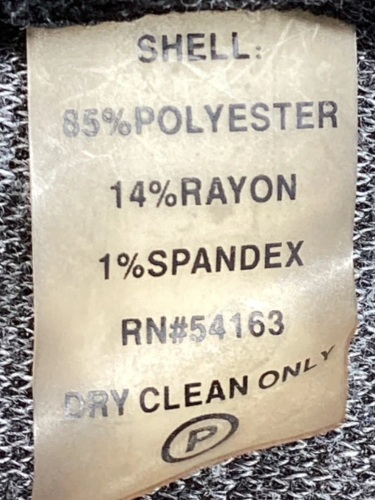 SHELL:
85%POLYESTER
14%RAYON
1%SPANDEX
RN#54163
DRY CLEAN ONLY
P